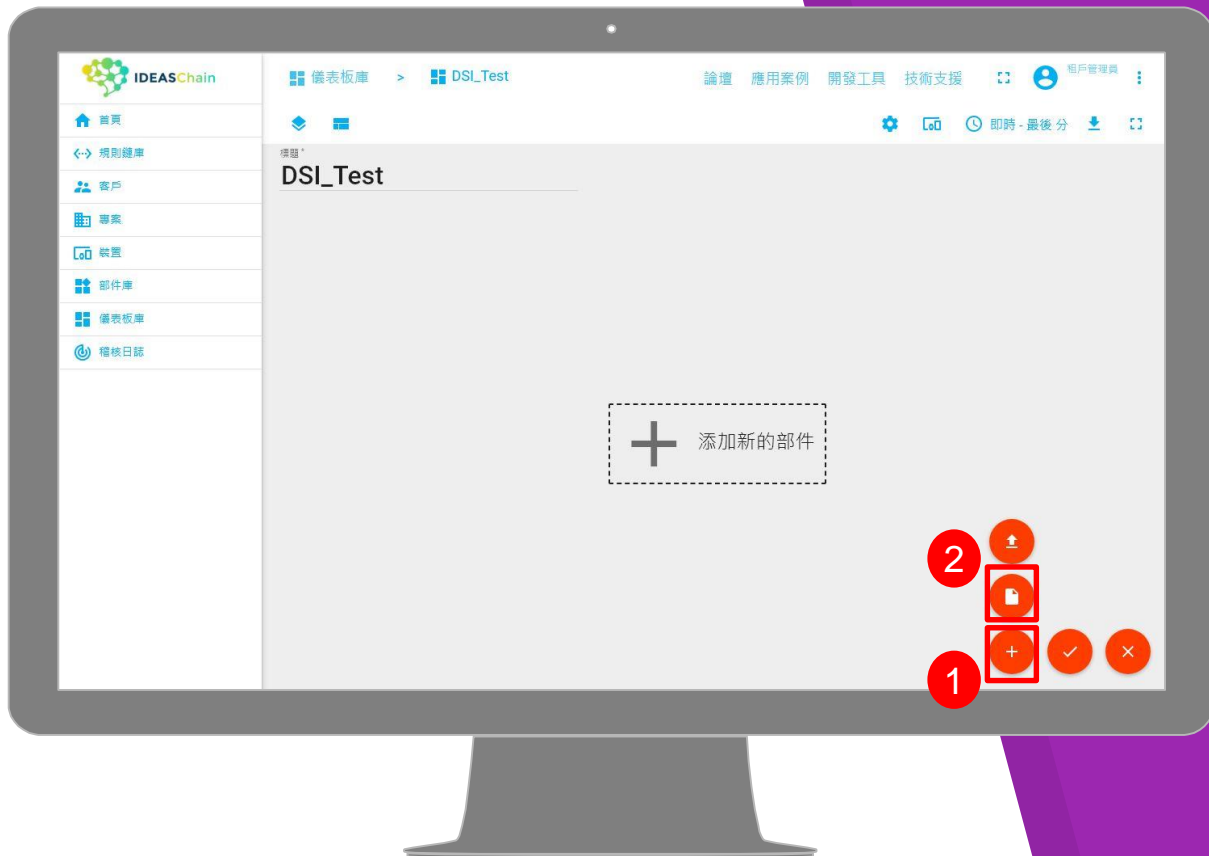 IDEASChain
儀表板庫 > DSI_Test
論壇 應用案例 開發工具 技術支援
租戶管理員
首頁
規則鏈庫
客戶
專案
裝置
部件庫
儀表板庫
稽核日誌
即時 - 最後 分
標題 *
DSI_Test
添加新的部件
2
1